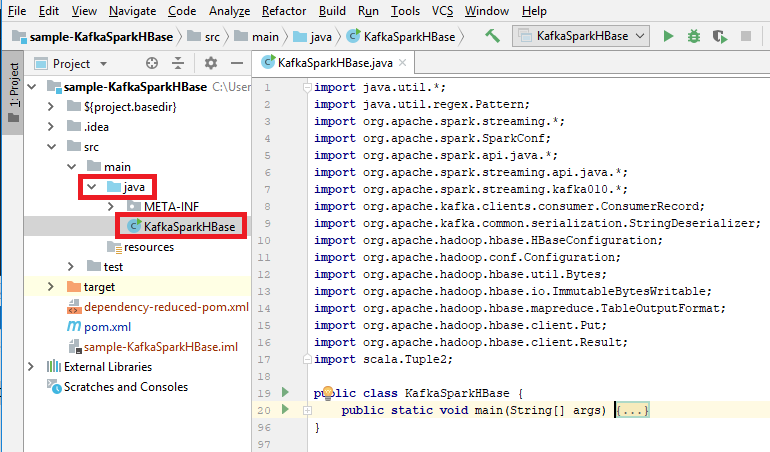 File Edit View Navigate Code Analyze Refactor Build Run Tools VCS Window Help
sample-KafkaSparkHBase src main java KafkaSparkHBase KafkaSparkHBase
1: Project
Project
KafkaSparkHBase.java
sample-KafkaSparkHBase C:\User
${project.basedir}
.idea
src
main
java
META-INF
KafkaSparkHBase
resources
test
target
dependency-reduced-pom.xml
pom.xml
sample-KafkaSparkHBase.iml
External Libraries
Scratches and Consoles
1 import java.util.*;
2 import java.util.regex.Pattern;
3 import org.apache.spark.streaming.*;
4 import org.apache.spark.SparkConf;
5 import org.apache.spark.api.java.*;
6 import org.apache.spark.streaming.api.java.*;
7 import org.apache.spark.streaming.kafka010.*;
8 import org.apache.kafka.clients.consumer.ConsumerRecord;
9 import org.apache.kafka.common.serialization.StringDeserializer;
10 import org.apache.hadoop.hbase.HBaseConfiguration;
11 import org.apache.hadoop.conf.Configuration;
12 import org.apache.hadoop.hbase.util.Bytes;
13 import org.apache.hadoop.hbase.io.ImmutableBytesWritable;
14 import org.apache.hadoop.hbase.mapreduce.TableOutputFormat;
15 import org.apache.hadoop.hbase.client.Put;
16 import org.apache.hadoop.hbase.client.Result;
17 import scala.Tuple2;
18
19 public class KafkaSparkHBase {
20 public static void main(String[] args) {...}
96 }
97